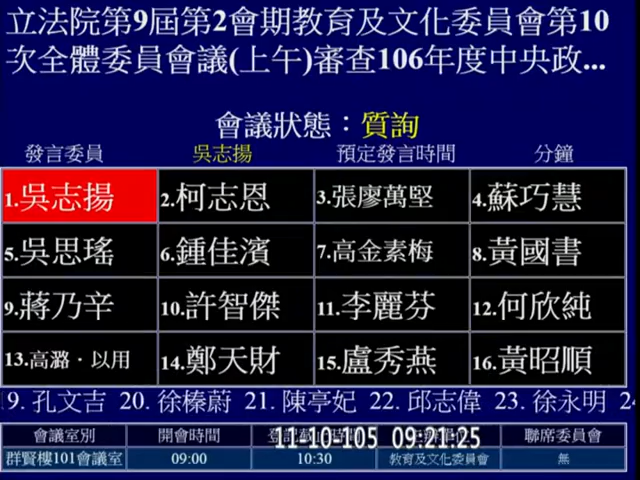 立法院第9屆第2會期教育及文化委員會第10
次全體委員會議(上午)審查106年度中央政...
會議狀態：質詢
發言委員 吳志揚 預定發言時間 分鐘
1.吳志揚 2.柯志恩 3.張廖萬堅 4.蘇巧慧
5.吳思瑤 6.鍾佳濱 7.高金素梅 8.黃國書
9.蔣乃辛 10.許智傑 11.李麗芬 12.何欣純
13.高潞．以用 14.鄭天財 15.盧秀燕 16.黃昭順
19. 孔文吉 20. 徐榛蔚 21. 陳亭妃 22. 邱志偉 23. 徐永明
會議室別 開會時間 聯席委員會
11-10-105 09:21:25
群賢樓101會議室 09:00 10:30 教育及文化委員會 無